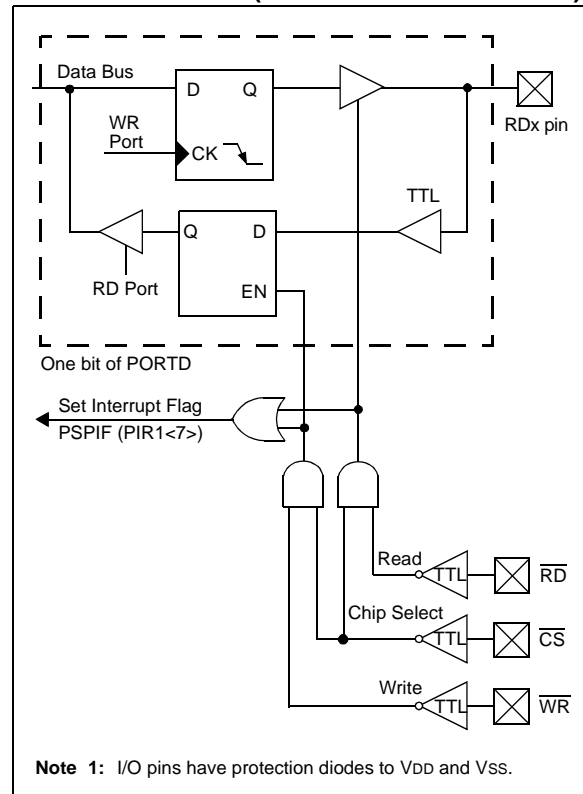 Data Bus
D Q
WR
Port
CK
RDx pin
TTL
Q D
RD Port
EN
One bit of PORTD
Set Interrupt Flag
PSPIF (PIR1<7>)
Read
TTL
RD
Chip Select
TTL
CS
Write
TTL
WR
Note 1: I/O pins have protection diodes to VDD and VSS.